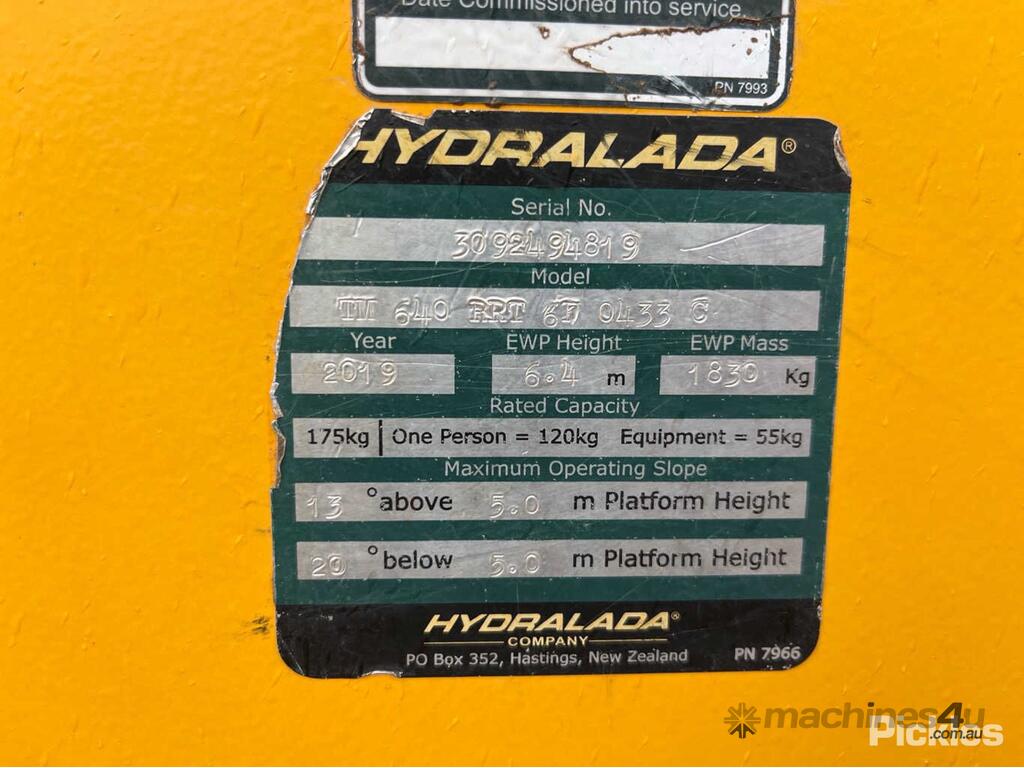 Date Commissioned into service.
PN 7993
HYDRALADA®
Serial No.
3092494819
Model
TM 640 RRT 6F 0433 C
Year EWP Height EWP Mass
2019 6.4 m 1830 Kg
Rated Capacity
175kg | One Person = 120kg Equipment = 55kg
Maximum Operating Slope
13 °above 5.0 m Platform Height
20 °below 5.0 m Platform Height
HYDRALADA®
COMPANY
PO Box 352, Hastings, New Zealand PN 7966
machines4u
.com.au
Pickles